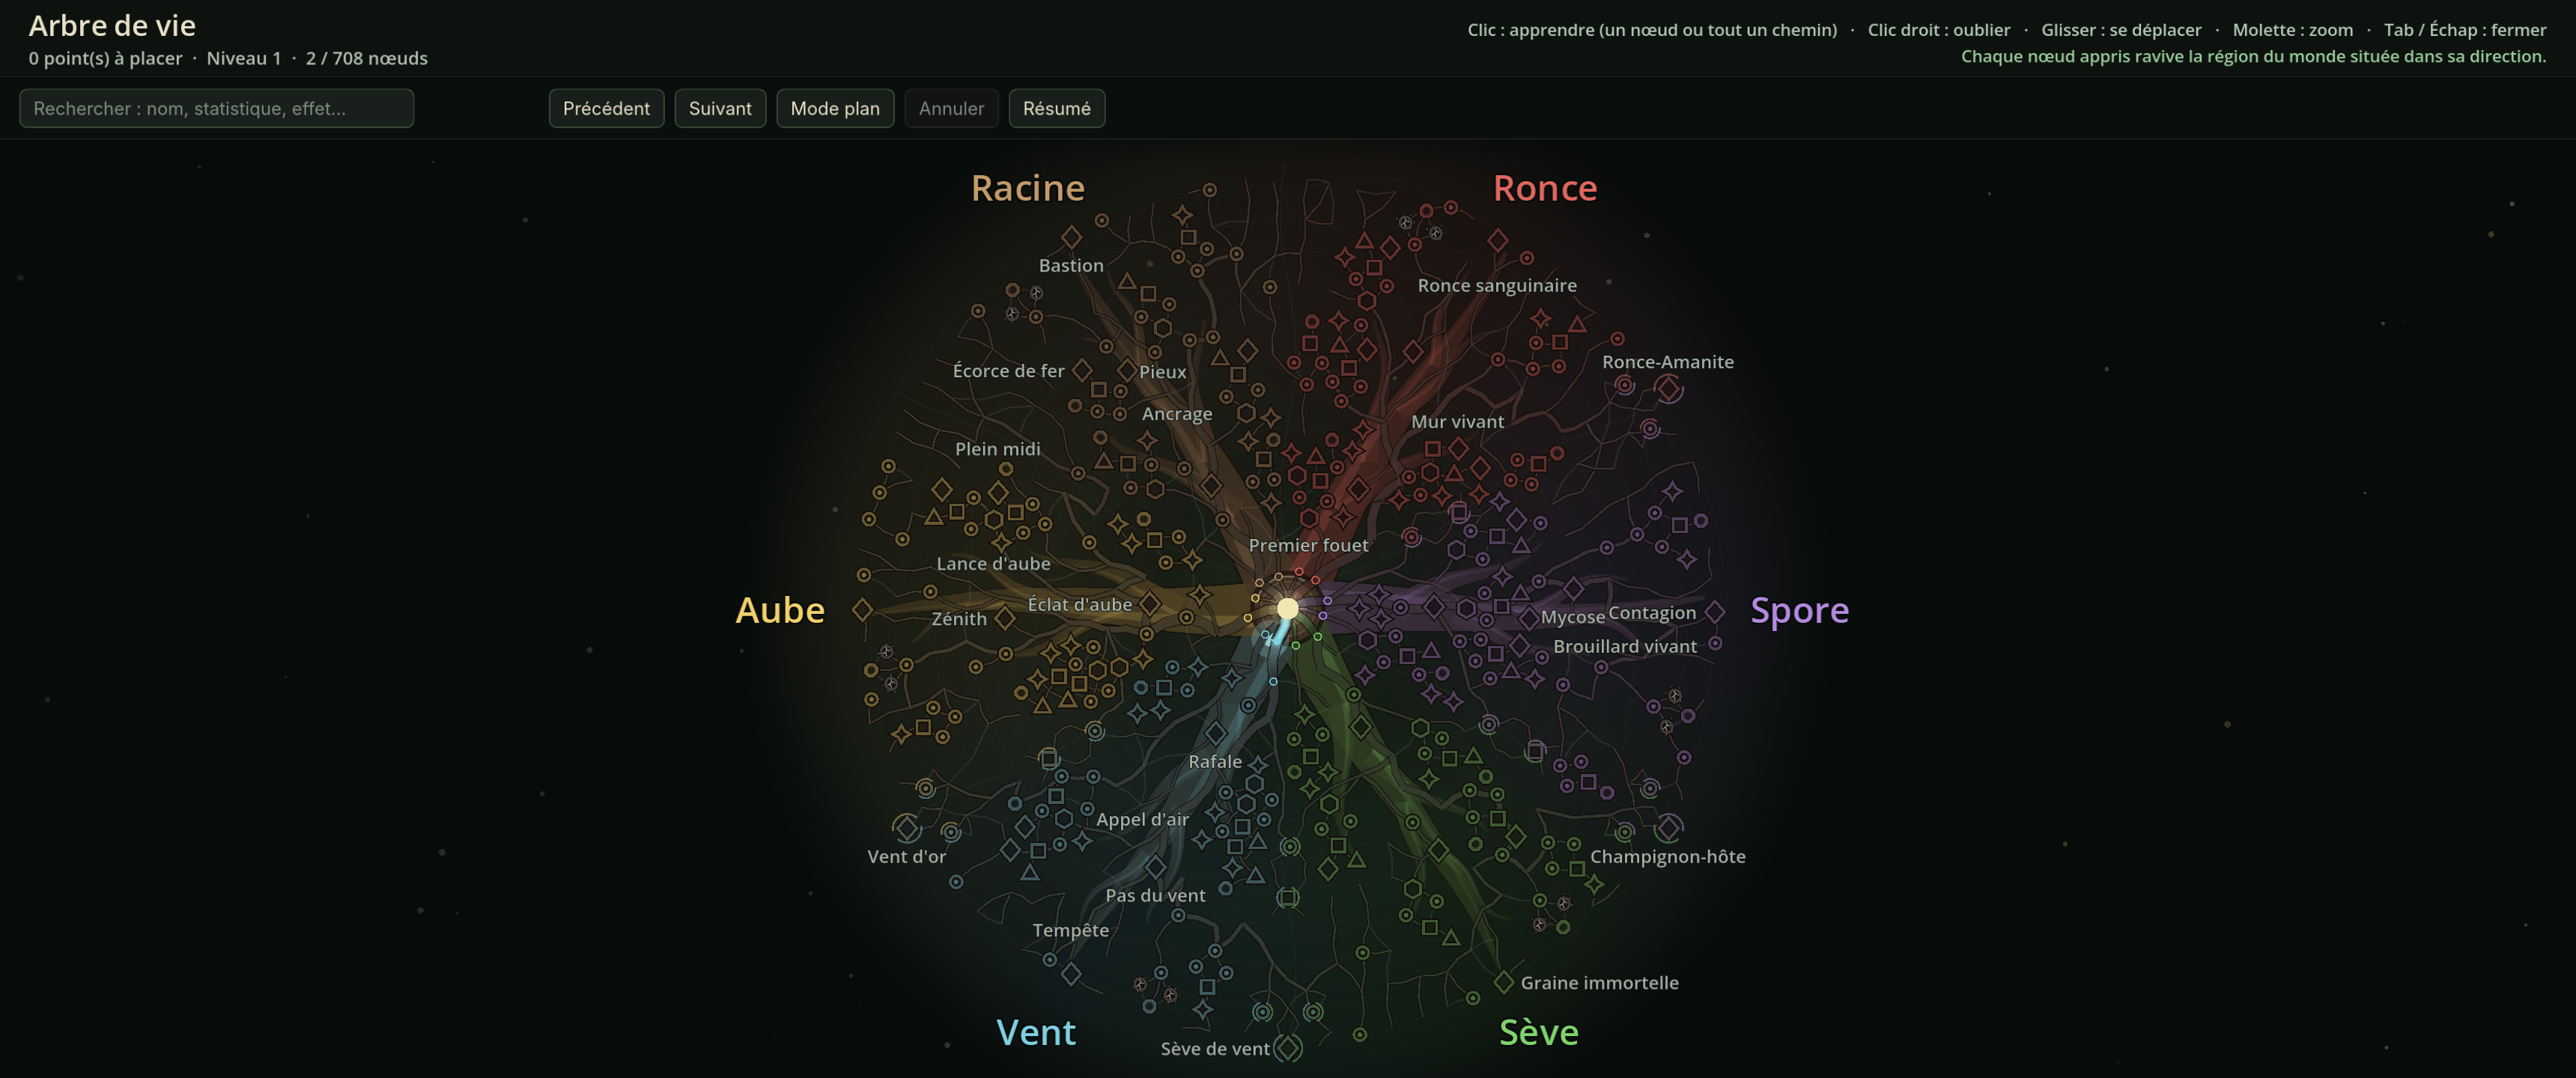 Arbre de vie
0 point(s) à placer · Niveau 1 · 2 / 708 nœuds
Clic : apprendre (un nœud ou tout un chemin) · Clic droit : oublier · Glisser : se déplacer · Molette : zoom · Tab / Échap : fermer
Chaque nœud appris ravive la région du monde située dans sa direction.
Rechercher : nom, statistique, effet...
Précédent
Suivant
Mode plan
Annuler
Résumé
Racine
Ronce
Bastion
Ronce sanguinaire
Ronce-Amanite
Écorce de fer
Pieux
Ancrage
Mur vivant
Plein midi
Premier fouet
Lance d'aube
Éclat d'aube
Aube
Zénith
Mycose
Contagion
Spore
Brouillard vivant
Rafale
Appel d'air
Vent d'or
Champignon-hôte
Pas du vent
Tempête
Graine immortelle
Vent
Sève
Sève de vent